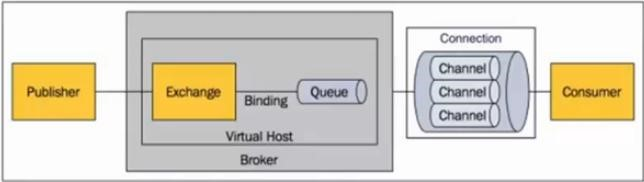 Connection
Channel
Publisher
Exchange
Binding
Queue
Channel
Consumer
Channel
Virtual Host
Broker